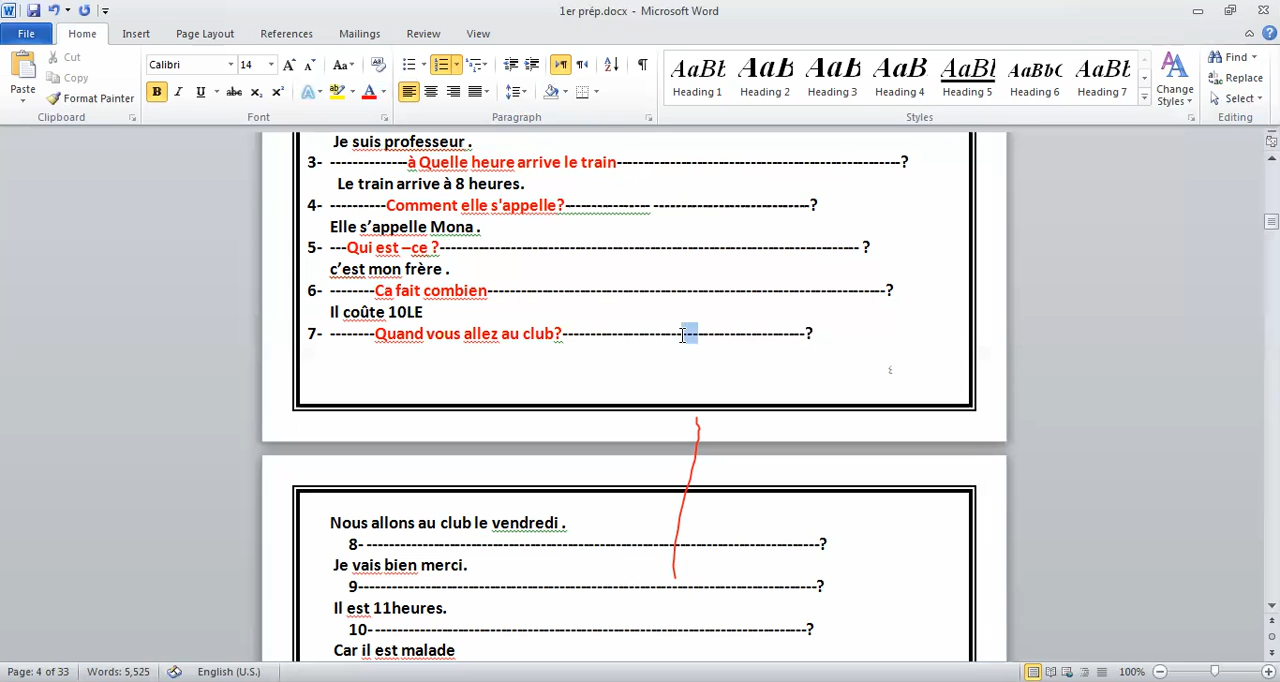 1er prép.docx - Microsoft Word
File Home Insert Page Layout References Mailings Review View
Paste Cut Copy Format Painter
Clipboard
Calibri 14
Font
Paragraph
AaBb AaB AaB AaB AaBl AaBbC AaBb
Heading 1 Heading 2 Heading 3 Heading 4 Heading 5 Heading 6 Heading 7
Change Styles
Styles
Find Replace Select
Editing
Je suis professeur .
3- -------------à Quelle heure arrive le train------------------------------------------------------------?
Le train arrive à 8 heures.
4- ----------Comment elle s'appelle?------------------ ---------------------------------?
Elle s’appelle Mona .
5- ---Qui est –ce ?------------------------------------------------------------------------------------------ ?
c’est mon frère .
6- --------Ca fait combien-------------------------------------------------------------------------------------?
Il coûte 10LE
7- --------Quand vous allez au club?----------------------------------------------------?
٤
Nous allons au club le vendredi .
8- ---------------------------------------------------------------------------------------------------?
Je vais bien merci.
9----------------------------------------------------------------------------------------------------?
Il est 11heures.
10- -----------------------------------------------------------------------------------------------?
Car il est malade
Page: 4 of 33 Words: 5,525 English (U.S.) 100%